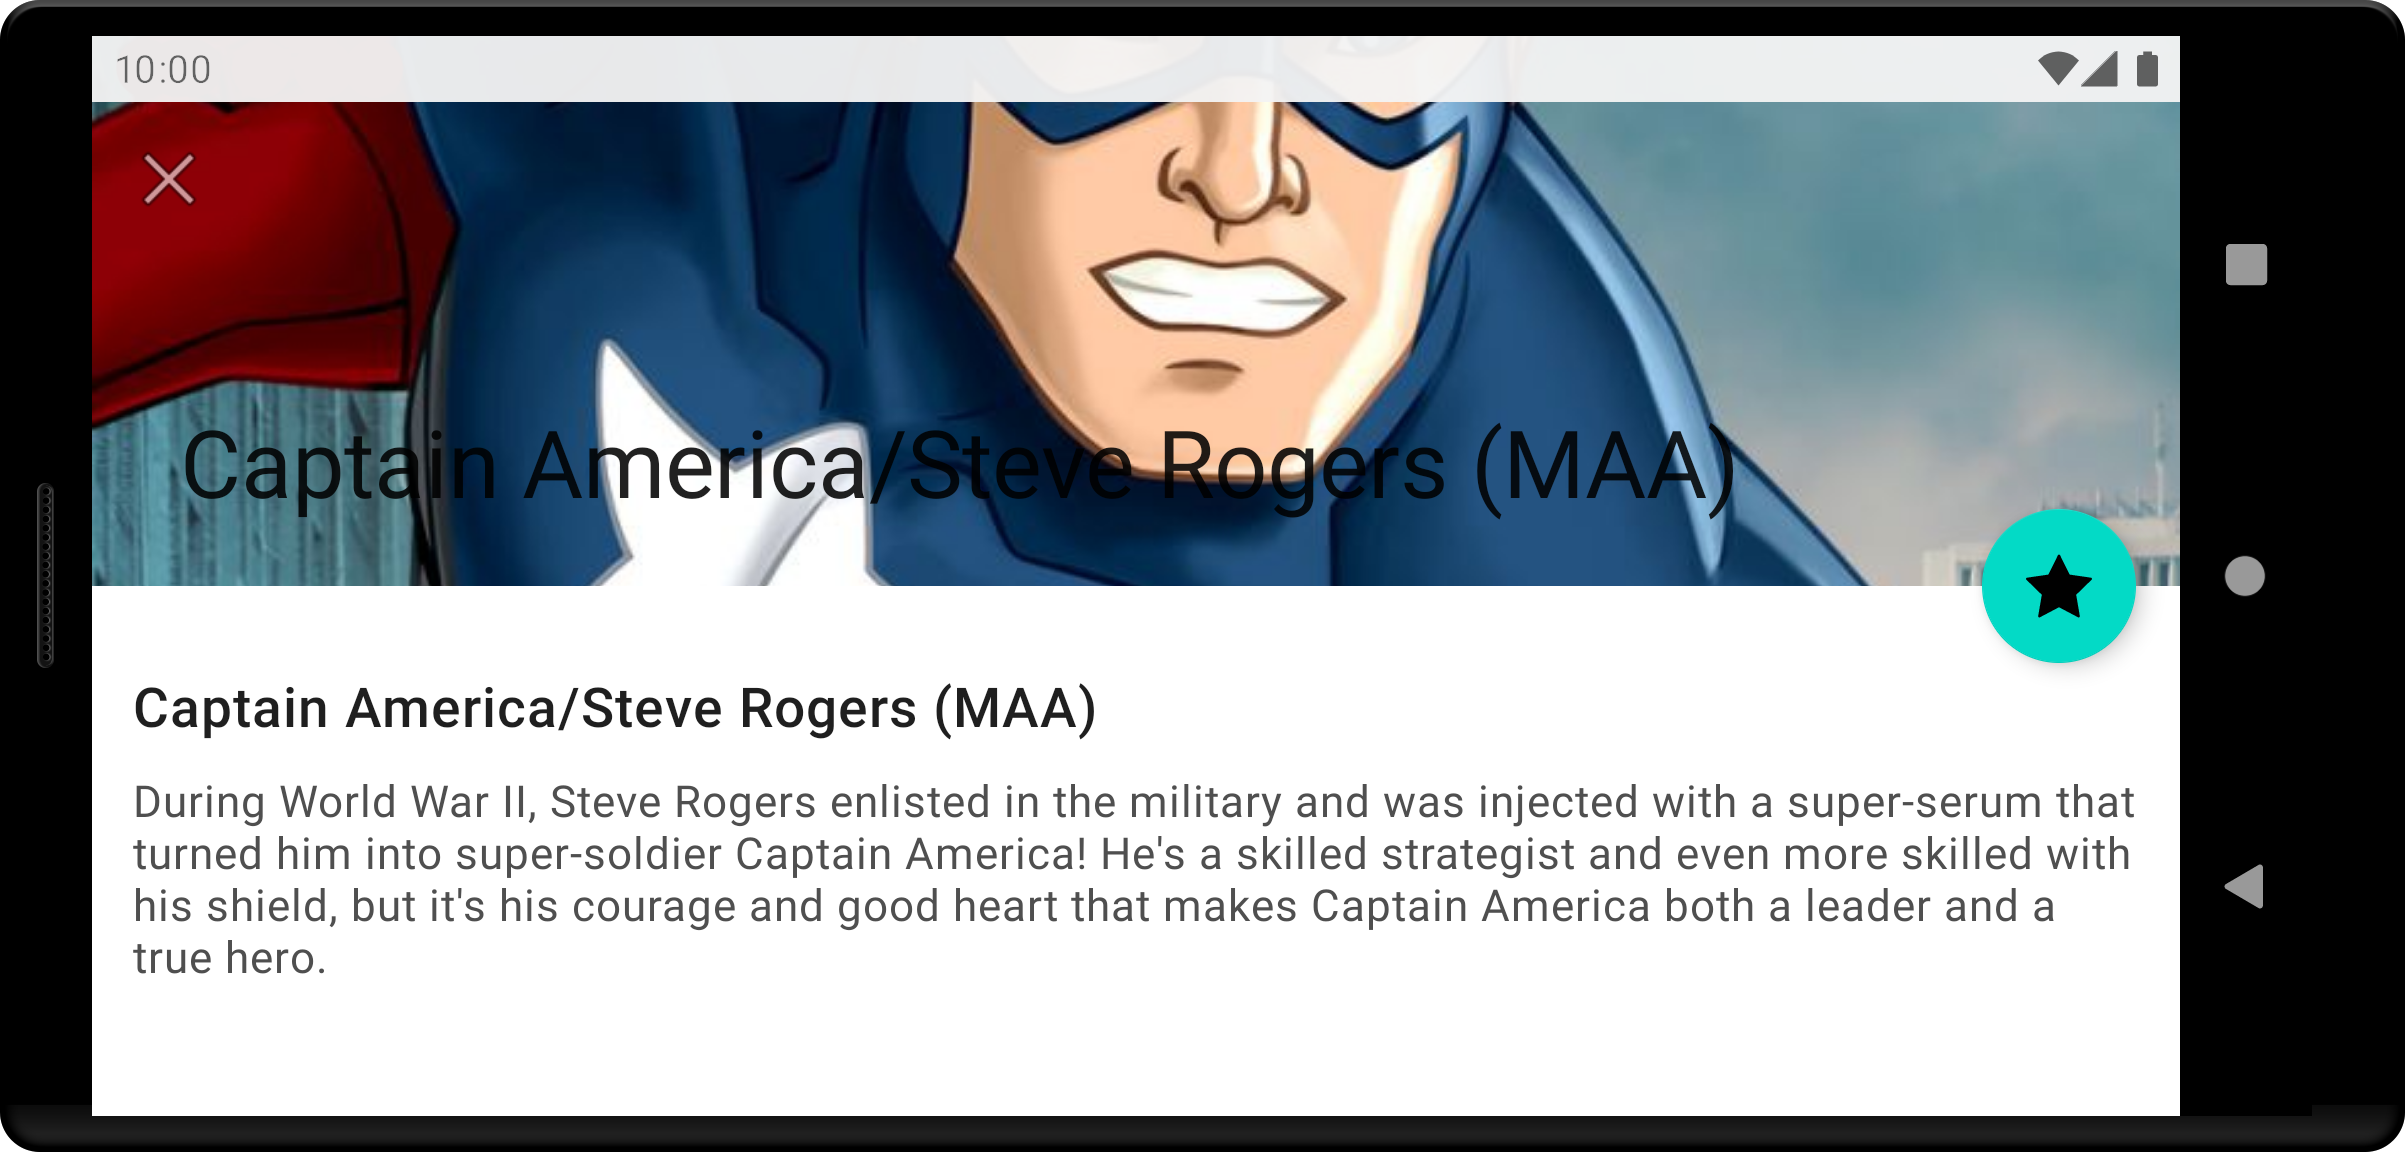 10:00
Captain America/Steve Rogers (MAA)
Captain America/Steve Rogers (MAA)
During World War II, Steve Rogers enlisted in the military and was injected with a super-serum that
turned him into super-soldier Captain America! He's a skilled strategist and even more skilled with
his shield, but it's his courage and good heart that makes Captain America both a leader and a
true hero.